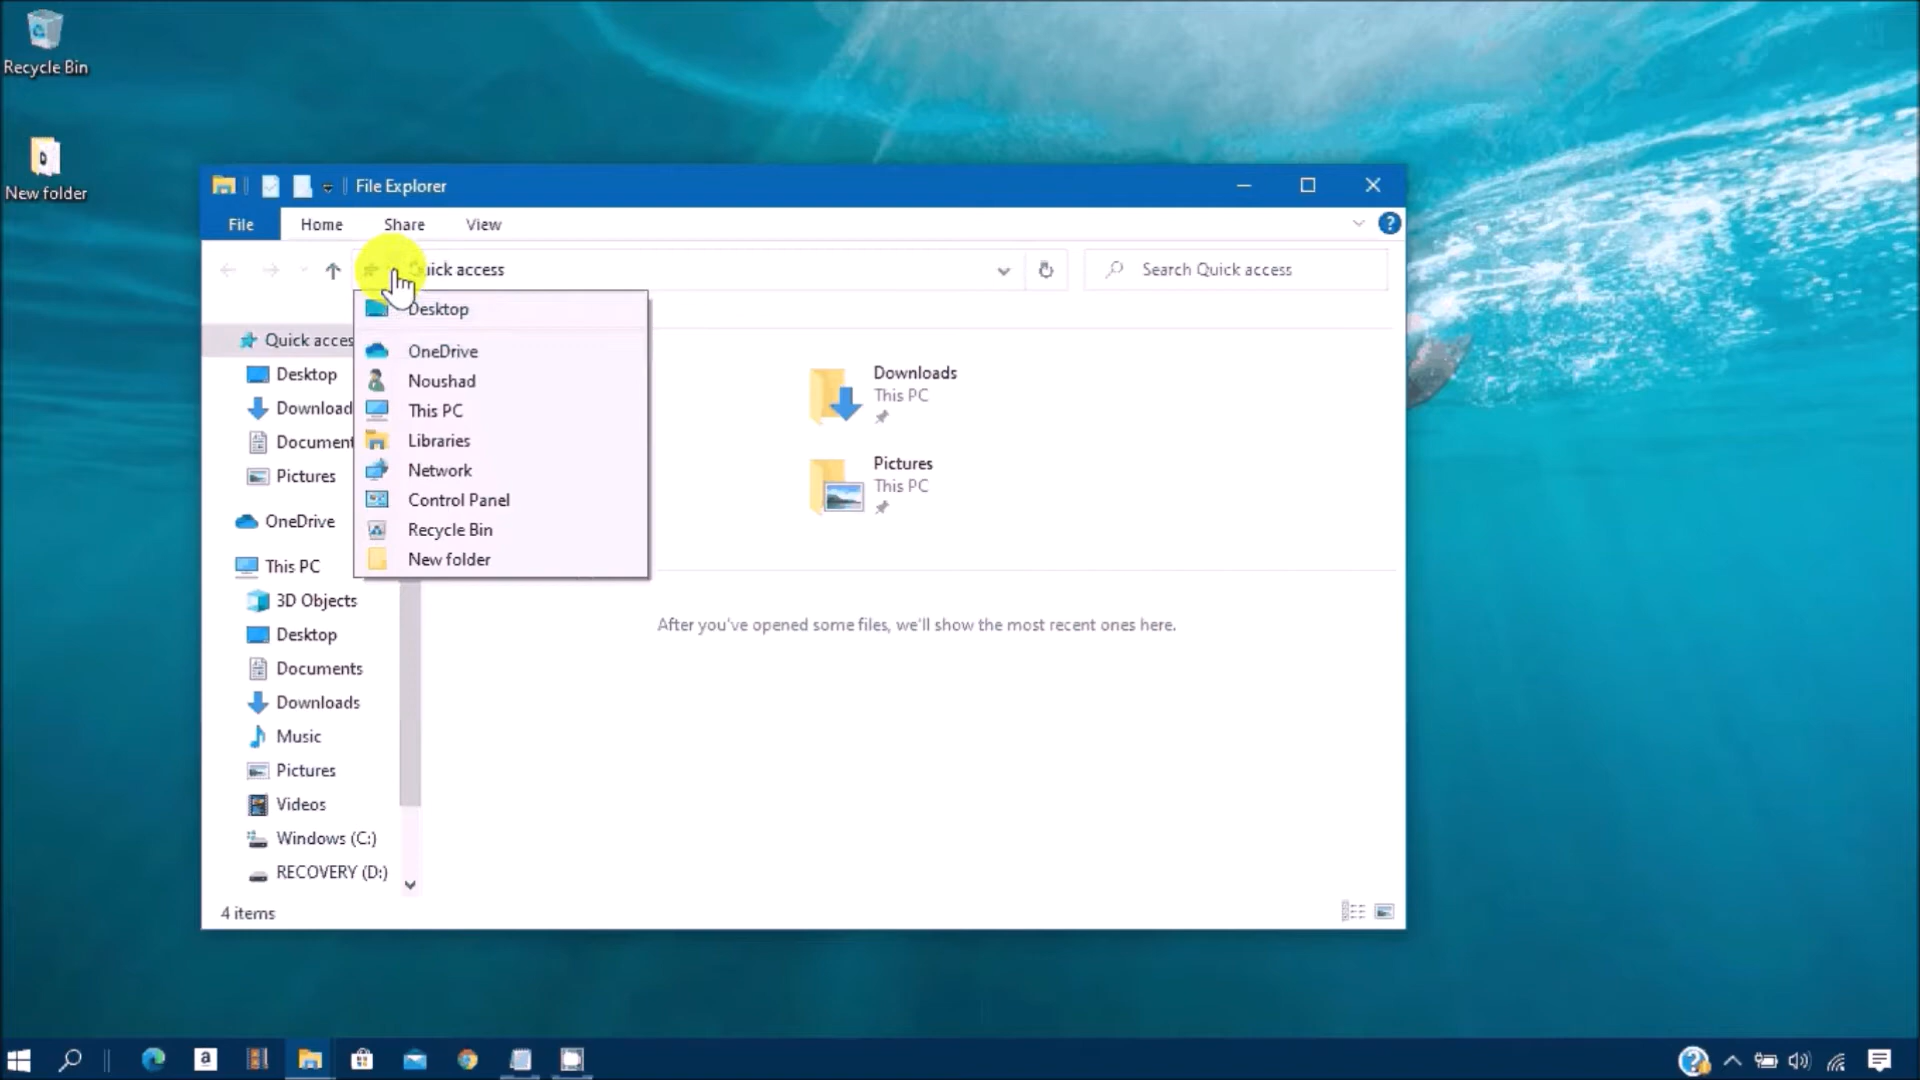 Recycle Bin
New folder
File Explorer
File
Home
Share
View
?
Quick access
Search Quick access
Desktop
OneDrive
Noushad
This PC
Libraries
Network
Control Panel
Recycle Bin
New folder
Quick acces
Desktop
Download
Document
Pictures
OneDrive
This PC
3D Objects
Desktop
Documents
Downloads
Music
Pictures
Videos
Windows (C:)
RECOVERY (D:)
Downloads
This PC
Pictures
This PC
After you've opened some files, we'll show the most recent ones here.
4 items
a
?